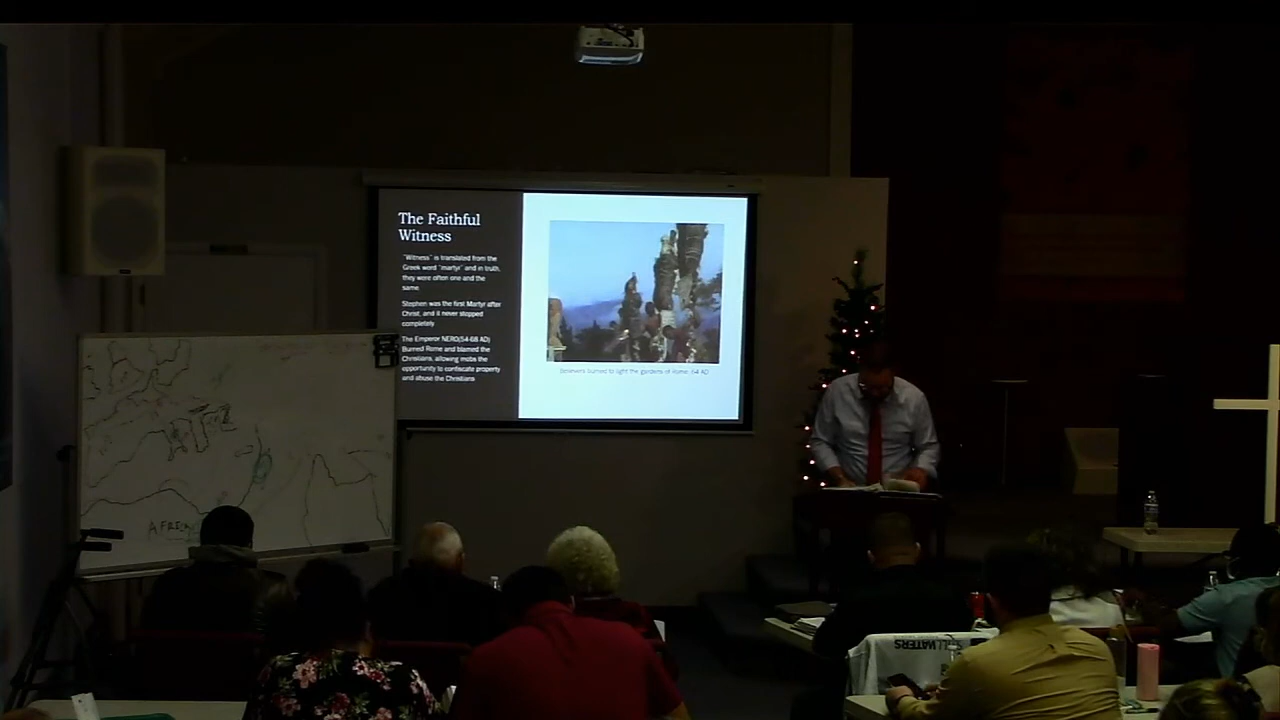 The Faithful
Witness
"Witness" is translated from the
Greek word "martyr" and in truth,
they were often one and the
same.
Stephen was the first Martyr after
Christ, and it never stopped
completely.
The Emperor NERO(54-68 AD)
Burned Rome and blamed the
Christians, allowing mobs the
opportunity to confiscate property
and abuse the Christians
Believers burned to light the gardens of Rome. 64 AD
AFRICA
WATERS